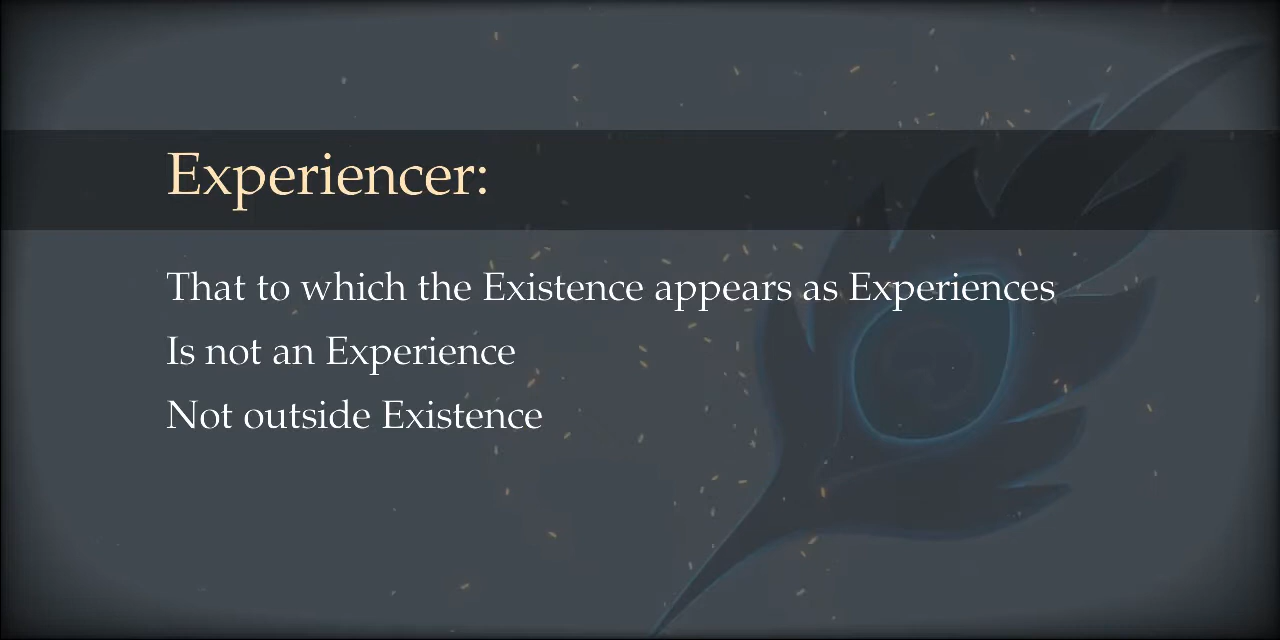 Experiencer:
That to which the Existence appears as Experiences
Is not an Experience
Not outside Existence